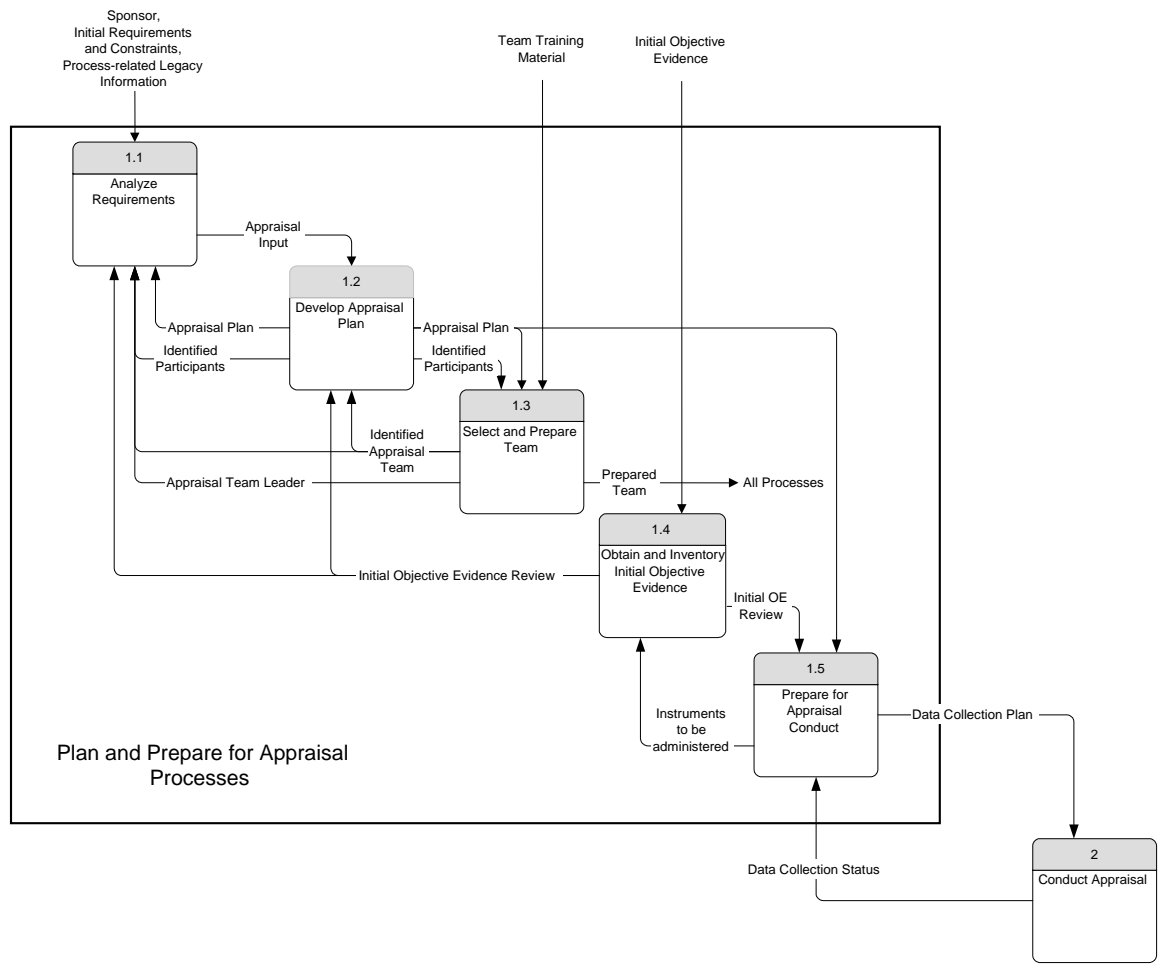 Sponsor,
Initial Requirements
and Constraints,
Process-related Legacy
Information
Team Training
Material
Initial Objective
Evidence
1.1
Analyze
Requirements
Appraisal
Input
1.2
Develop Appraisal
Plan
Appraisal Plan
Appraisal Plan
Identified
Participants
Identified
Participants
1.3
Select and Prepare
Team
Identified
Appraisal
Team
Appraisal Team Leader
Prepared
Team
All Processes
1.4
Obtain and Inventory
Initial Objective
Evidence
Initial Objective Evidence Review
Initial OE
Review
1.5
Prepare for
Appraisal
Conduct
Instruments
to be
administered
Data Collection Plan
Plan and Prepare for Appraisal
Processes
2
Conduct Appraisal
Data Collection Status